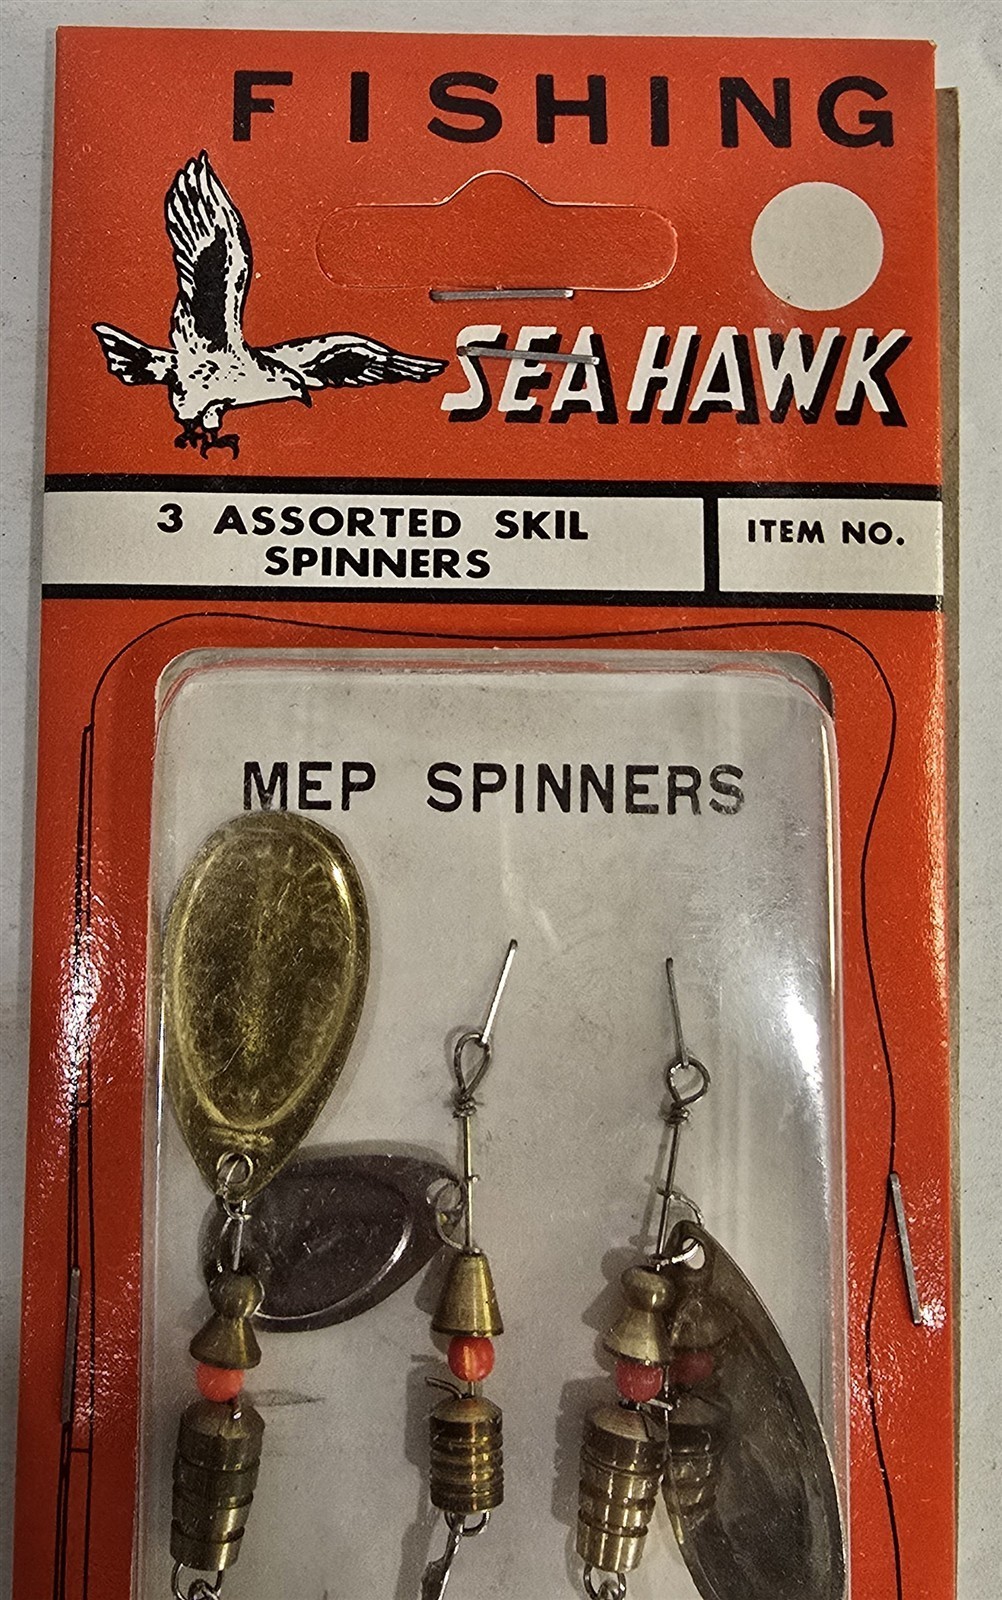 FISHING
SEA HAWK
3 ASSORTED SKIL
SPINNERS
ITEM NO.
MEP SPINNERS